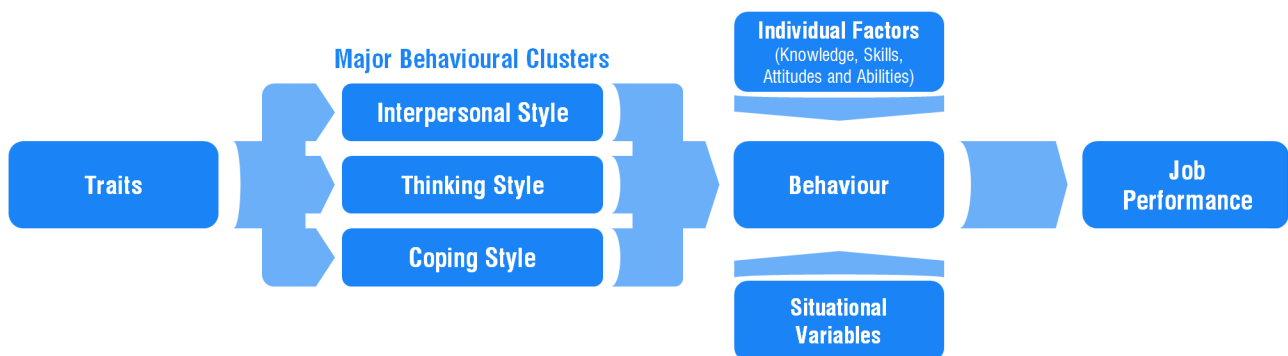 Individual Factors
(Knowledge, Skills,
Attitudes and Abilities)
Major Behavioural Clusters
Interpersonal Style
Traits
Thinking Style
Behaviour
Job
Performance
Coping Style
Situational
Variables